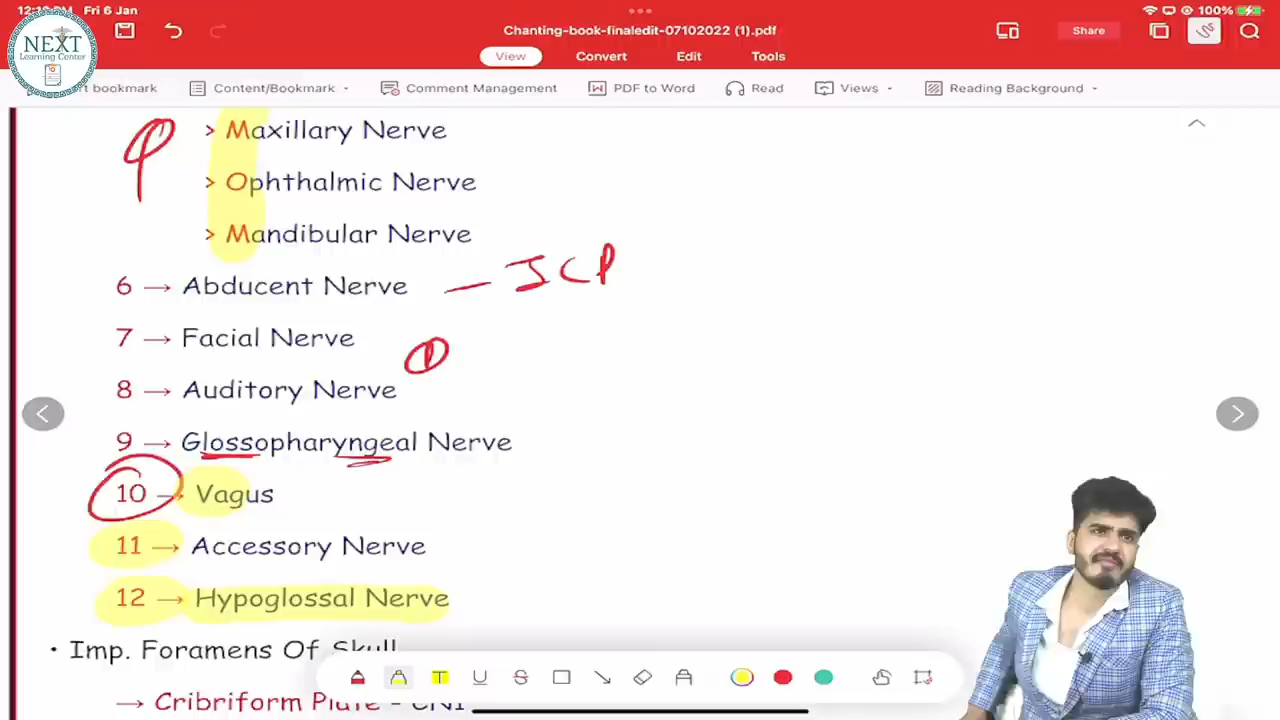 Fri 6 Jan
100%
NEXT
Learning Center
Chanting-book-finaledit-07102022 (1).pdf
Share
View Convert Edit Tools
bookmark Content/Bookmark Comment Management PDF to Word Read Views Reading Background
> Maxillary Nerve
> Ophthalmic Nerve
> Mandibular Nerve
6 → Abducent Nerve — ICP
7 → Facial Nerve
8 → Auditory Nerve
9 → Glossopharyngeal Nerve
10 → Vagus
11 → Accessory Nerve
12 → Hypoglossal Nerve
• Imp. Foramens Of Skull
→ Cribriform Plate - CNI